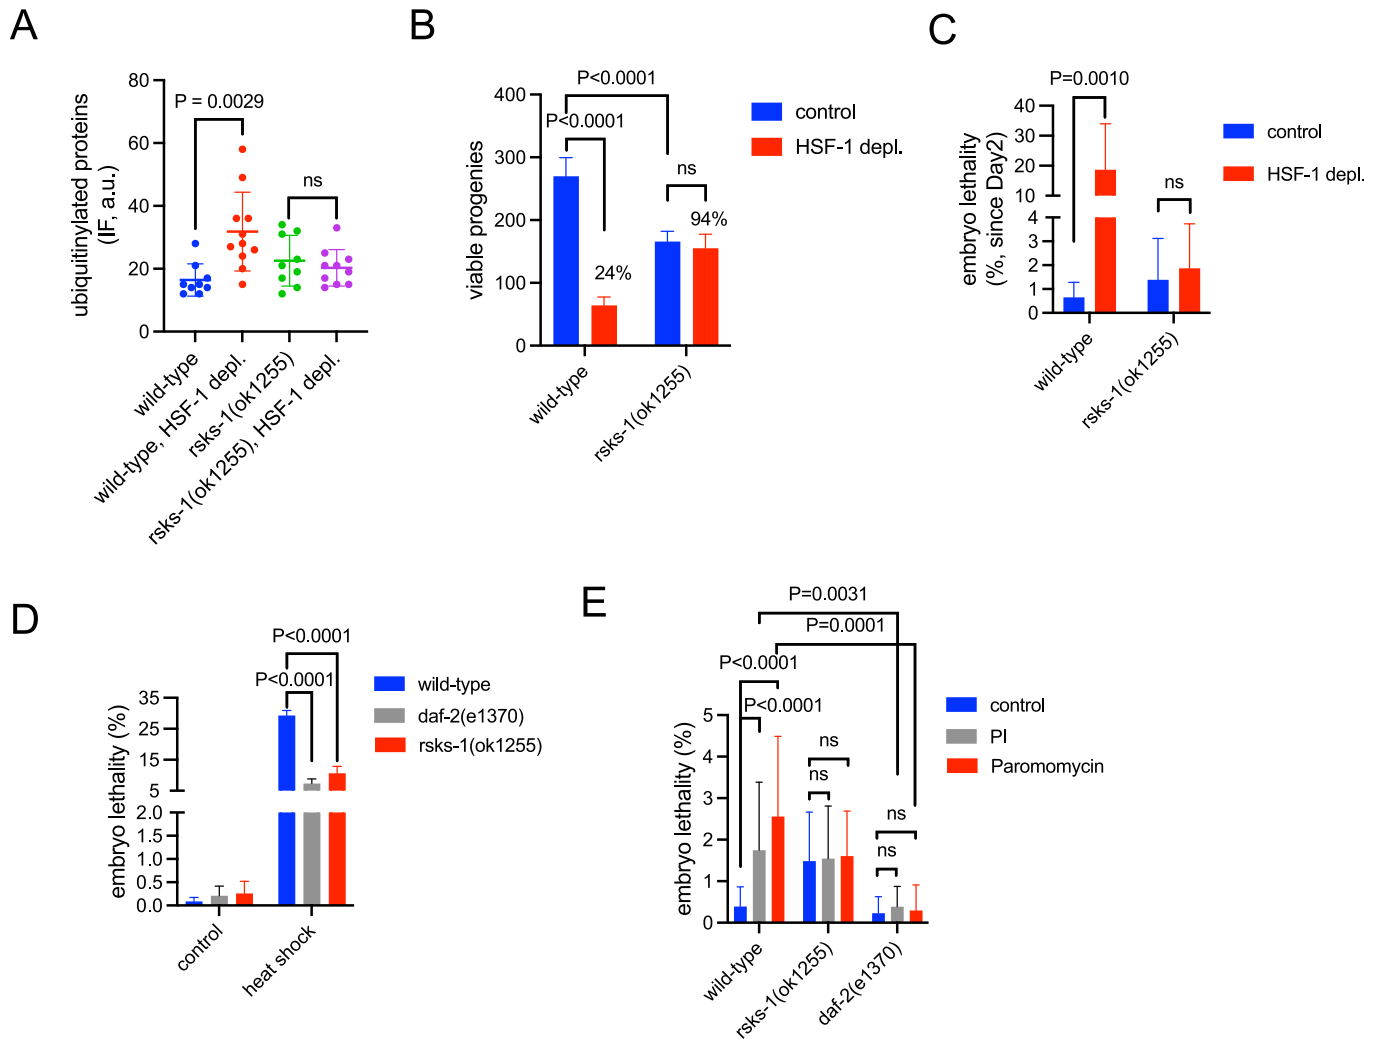 A
ubiquitinylated proteins
(IF, a.u.)
80
60
40
20
0
P = 0.0029
ns
wild-type
wild-type, HSF-1 depl.
rsks-1(ok1255)
rsks-1(ok1255), HSF-1 depl.
B
viable progenies
400
300
200
100
0
P<0.0001
P<0.0001
ns
94%
24%
wild-type
rsks-1(ok1255)
control
HSF-1 depl.
C
embryo lethality
(%, since Day2)
40
30
20
10
4
3
2
1
0
P=0.0010
ns
wild-type
rsks-1(ok1255)
control
HSF-1 depl.
D
embryo lethality (%)
35
25
15
5
2.0
1.5
1.0
0.5
0.0
P<0.0001
P<0.0001
control
heat shock
wild-type
daf-2(e1370)
rsks-1(ok1255)
E
embryo lethality (%)
5
4
3
2
1
0
P=0.0031
P=0.0001
P<0.0001
P<0.0001
ns
ns
ns
ns
wild-type
rsks-1(ok1255)
daf-2(e1370)
control
PI
Paromomycin